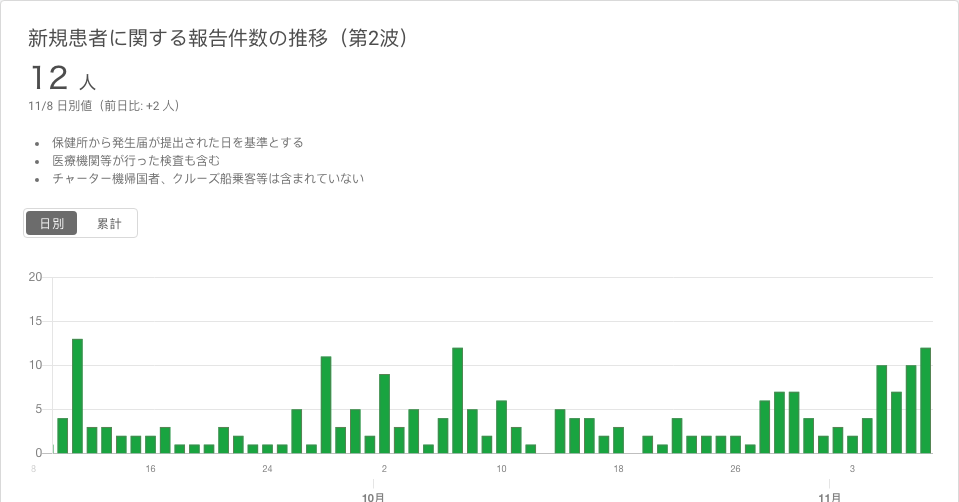 新規患者に関する報告件数の推移（第2波）
12 人
11/8 日別値（前日比: +2 人）
保健所から発生届が提出された日を基準とする
医療機関等が行った検査も含む
チャーター機帰国者、クルーズ船乗客等は含まれていない
日別 累計
20
15
10
5
0
8 16 24 2 10 18 26 3
10月 11月